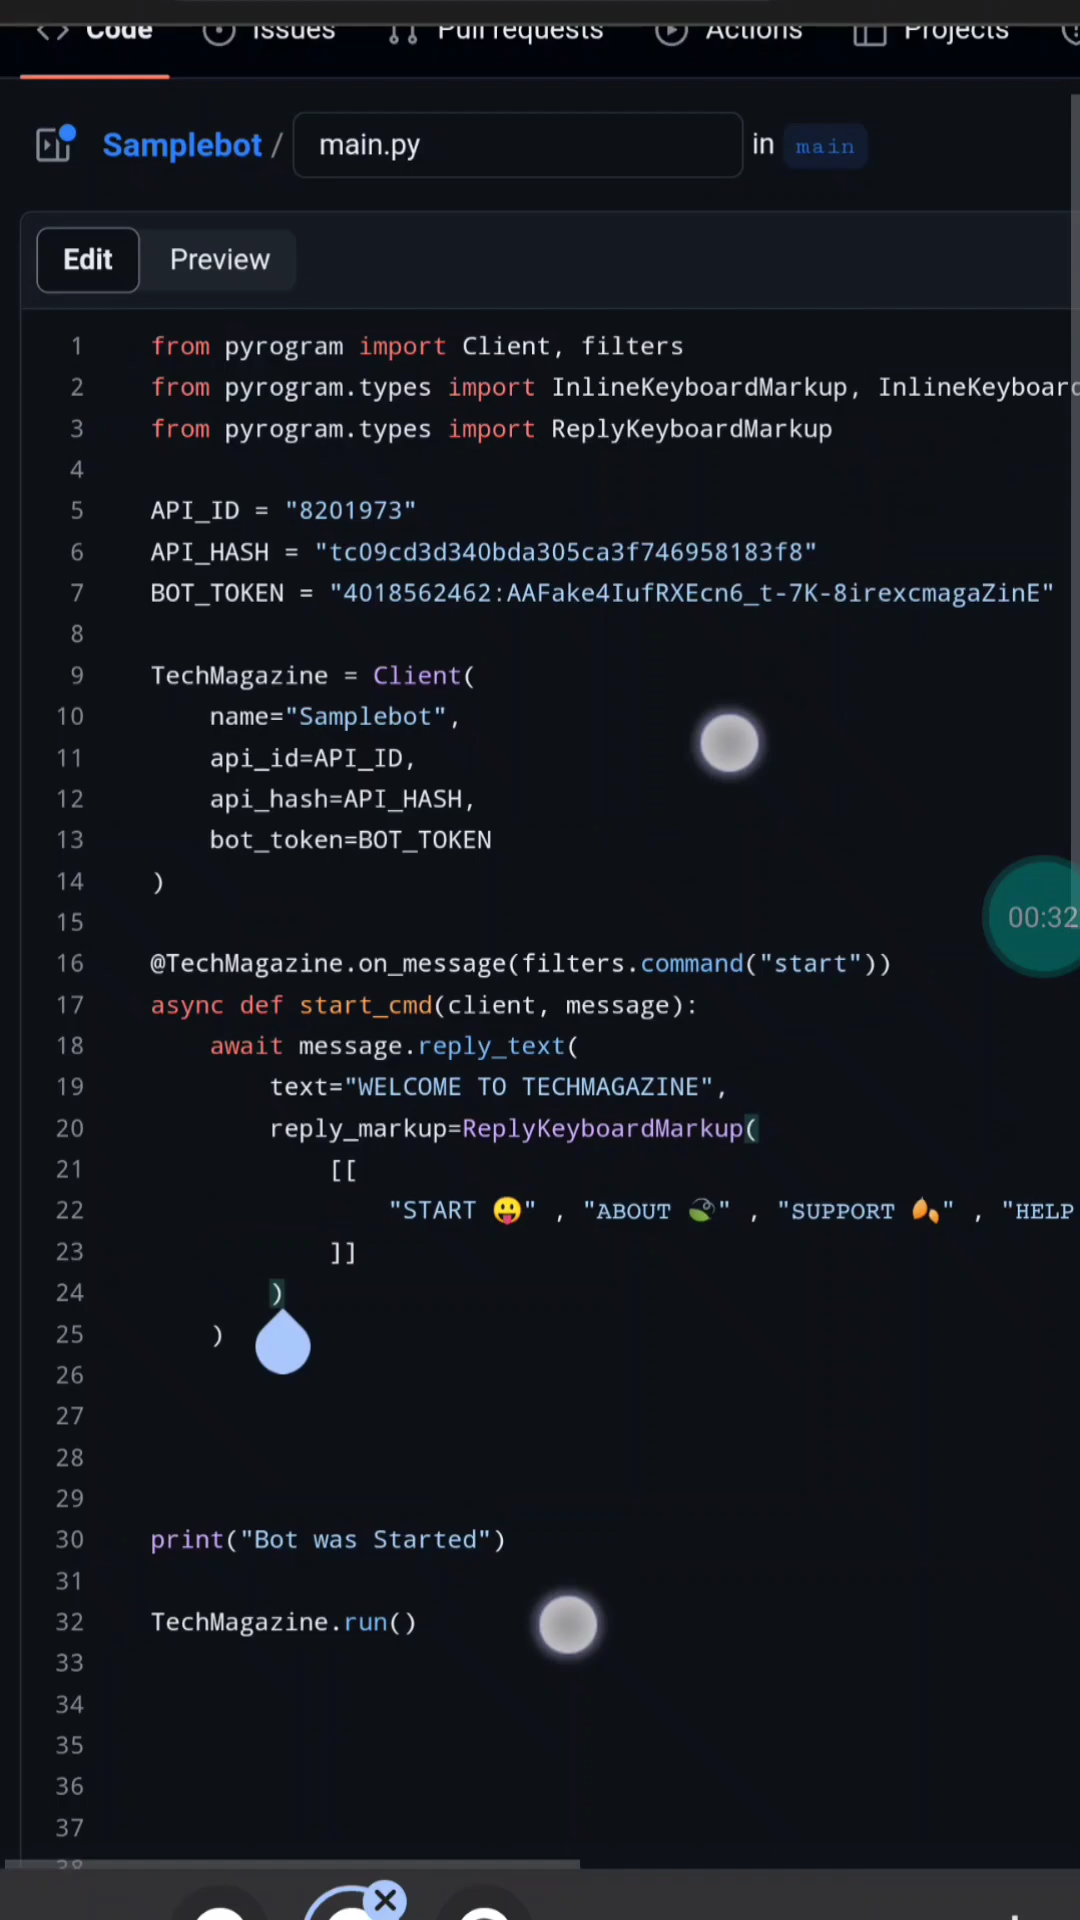 Code Issues Pull requests Actions Projects
Samplebot / main.py in main
Edit Preview
1 from pyrogram import Client, filters
2 from pyrogram.types import InlineKeyboardMarkup, InlineKeyboard
3 from pyrogram.types import ReplyKeyboardMarkup
4
5 API_ID = "8201973"
6 API_HASH = "tc09cd3d340bda305ca3f746958183f8"
7 BOT_TOKEN = "4018562462:AAFake4IufRXEcn6_t-7K-8irexcmagaZinE"
8
9 TechMagazine = Client(
10 name="Samplebot",
11 api_id=API_ID,
12 api_hash=API_HASH,
13 bot_token=BOT_TOKEN
14 )
15
16 @TechMagazine.on_message(filters.command("start"))
17 async def start_cmd(client, message):
18 await message.reply_text(
19 text="WELCOME TO TECHMAGAZINE",
20 reply_markup=ReplyKeyboardMarkup(
21 [[
22 "START 😛" , "ABOUT 🍃" , "SUPPORT 🍂" , "HELP
23 ]]
24 )
25 )
26
27
28
29
30 print("Bot was Started")
31
32 TechMagazine.run()
33
34
35
36
37
38
00:32